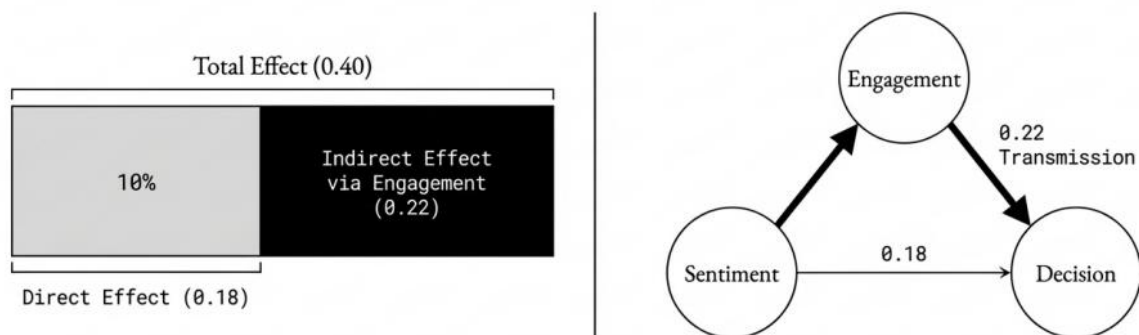 Total Effect (0.40)
10%
Indirect Effect
via Engagement
(0.22)
Direct Effect (0.18)
Engagement
0.22
Transmission
Sentiment
0.18
Decision